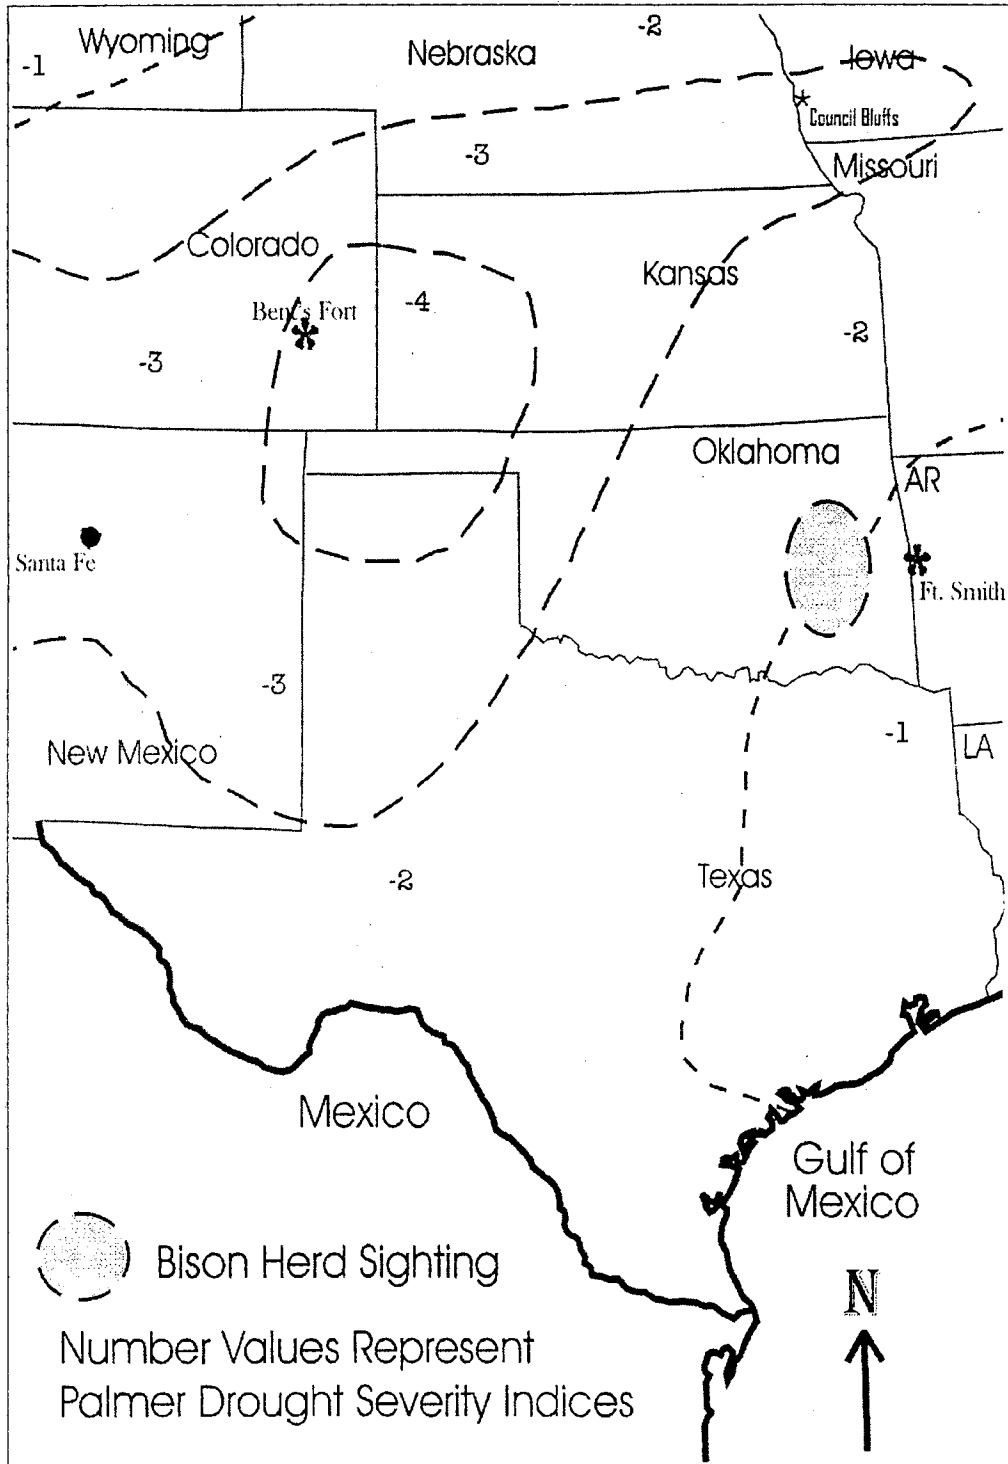 -2
Wyoming
Nebraska
Iowa
-1
Council Bluffs
-3
Missouri
Colorado
Kansas
-4
Bent's Fort
-2
-3
Oklahoma
AR
Santa Fe
Ft. Smith
-3
-1
New Mexico
LA
-2
Texas
Mexico
Gulf of
Mexico
Bison Herd Sighting
N
Number Values Represent
Palmer Drought Severity Indices